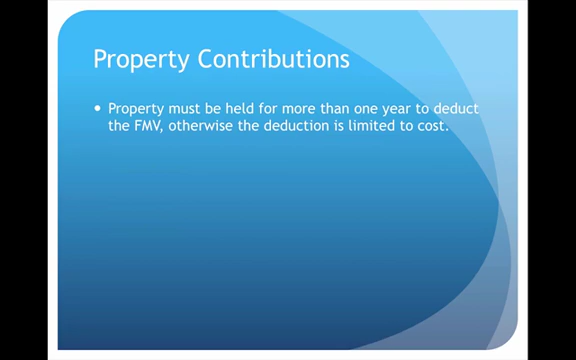 Property Contributions
• Property must be held for more than one year to deduct
the FMV, otherwise the deduction is limited to cost.